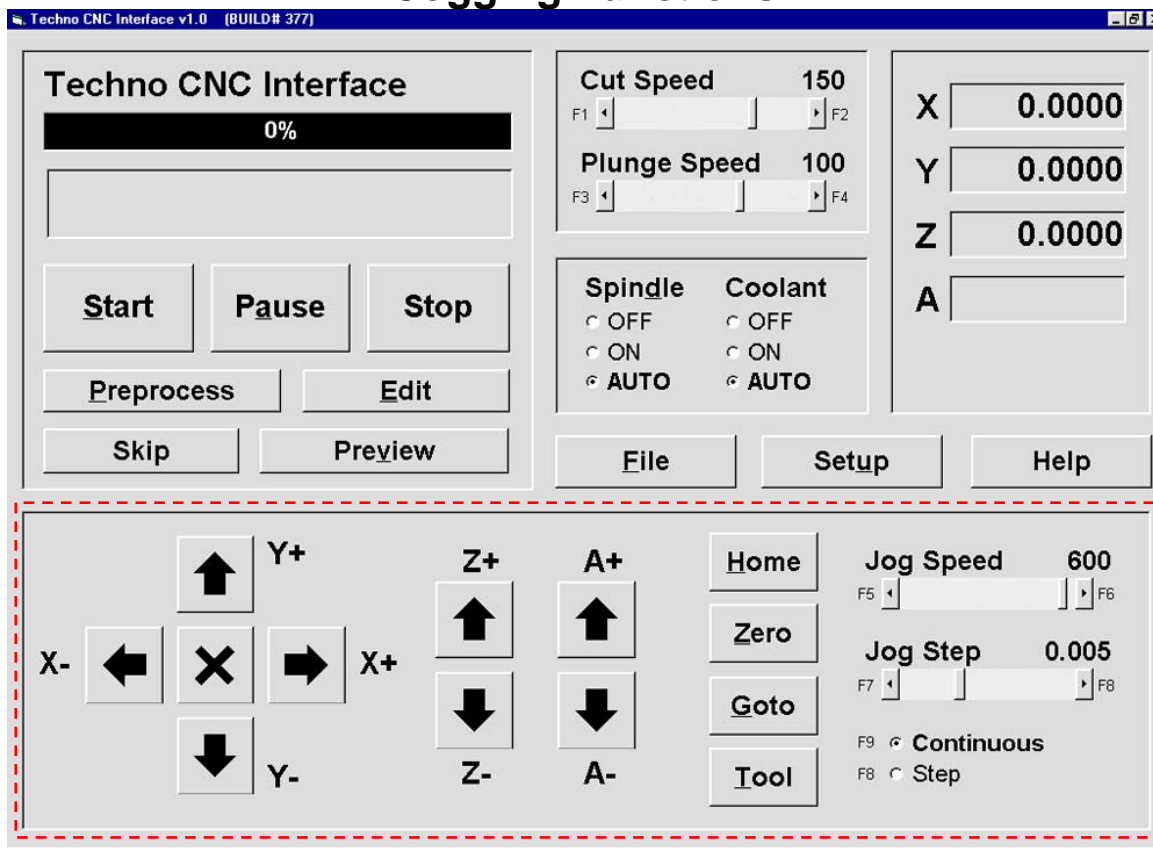 Techno CNC Interface v1.0 (BUILD# 377)
Techno CNC Interface
0%
Start Pause Stop
Preprocess Edit
Skip Preview
Cut Speed 150
F1 F2
Plunge Speed 100
F3 F4
Spindle Coolant
OFF OFF
ON ON
AUTO AUTO
X 0.0000
Y 0.0000
Z 0.0000
A
File Setup Help
Y+
X- X+
Y-
Z+ A+
Z- A-
Home
Zero
Goto
Tool
Jog Speed 600
F5 F6
Jog Step 0.005
F7 F8
F9 Continuous
F8 Step